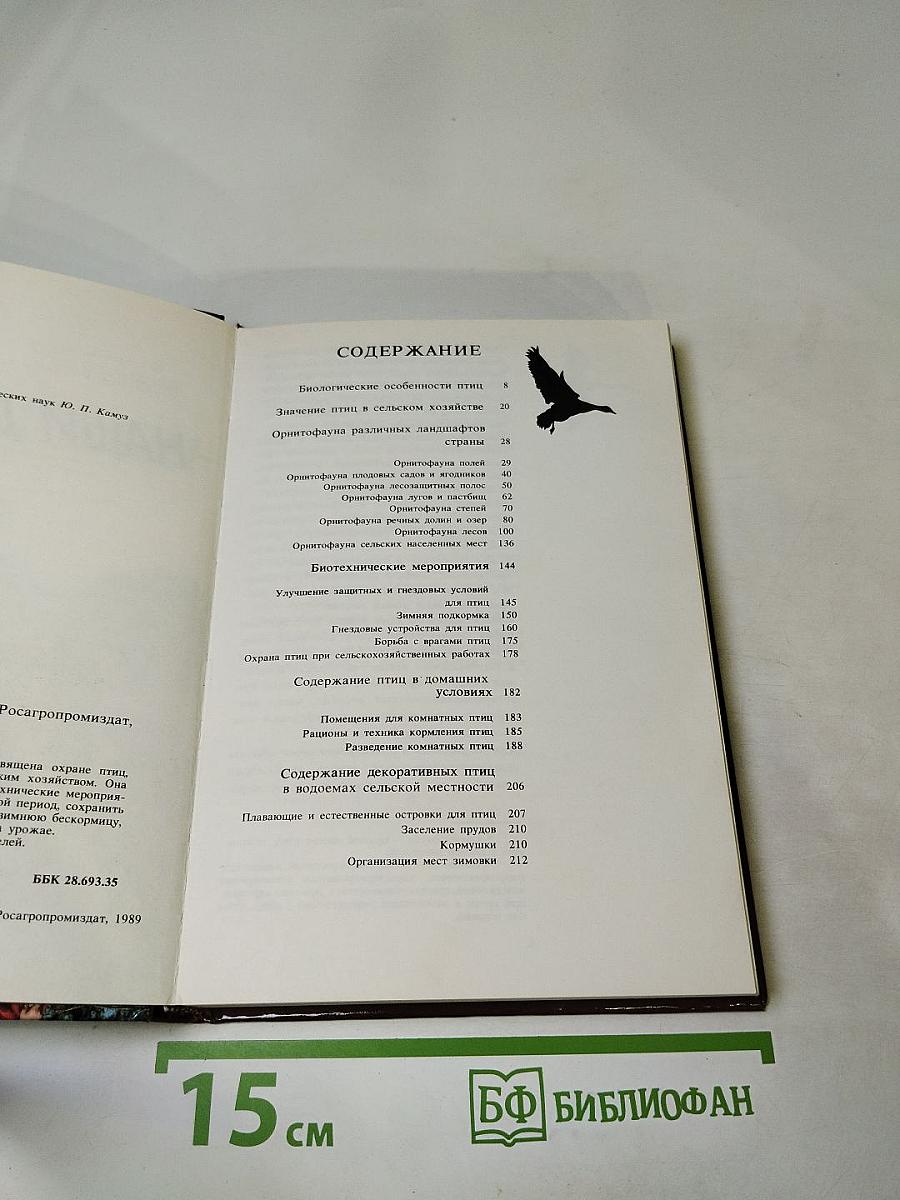 еских наук Ю. П. Камуз
Росагропромиздат,
священа охране птиц,
ким хозяйством. Она
хнические мероприя-
ой период, сохранить
зимнюю бескормицу,
урожае.
елей.
ББК 28.693.35
Росагропромиздат, 1989
СОДЕРЖАНИЕ
Биологические особенности птиц 8
Значение птиц в сельском хозяйстве 20
Орнитофауна различных ландшафтов
страны 28
Орнитофауна полей 29
Орнитофауна плодовых садов и ягодников 40
Орнитофауна лесозащитных полос 50
Орнитофауна лугов и пастбищ 62
Орнитофауна степей 70
Орнитофауна речных долин и озер 80
Орнитофауна лесов 100
Орнитофауна сельских населенных мест 136
Биотехнические мероприятия 144
Улучшение защитных и гнездовых условий
для птиц 145
Зимняя подкормка 150
Гнездовые устройства для птиц 160
Борьба с врагами птиц 175
Охрана птиц при сельскохозяйственных работах 178
Содержание птиц в домашних
условиях 182
Помещения для комнатных птиц 183
Рационы и техника кормления птиц 185
Разведение комнатных птиц 188
Содержание декоративных птиц
в водоемах сельской местности 206
Плавающие и естественные островки для птиц 207
Заселение прудов 210
Кормушки 210
Организация мест зимовки 212
15 см
БФ БИБЛИОФАН